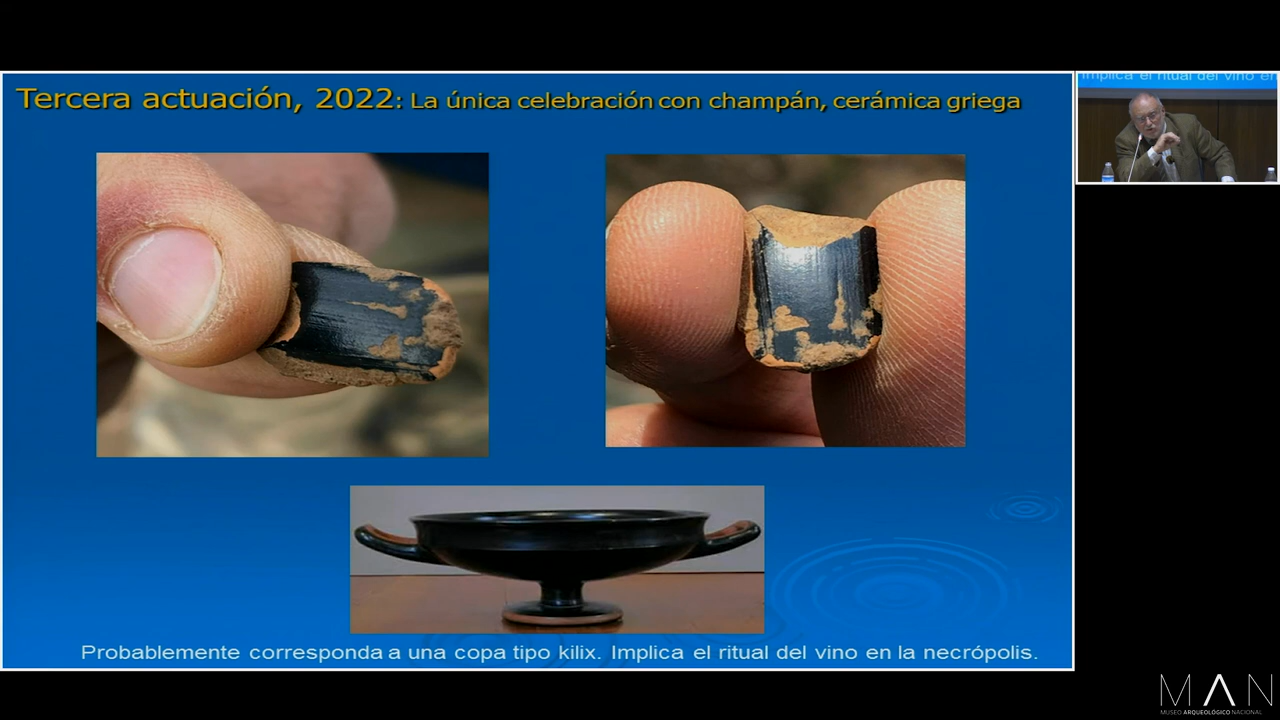 Tercera actuación, 2022: La única celebración con champán, cerámica griega
Implica el ritual del vino en
Probablemente corresponda a una copa tipo kilix. Implica el ritual del vino en la necrópolis.
MAN
MUSEO ARQUEOLÓGICO NACIONAL